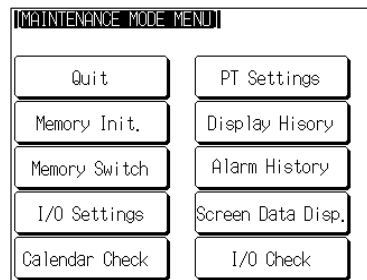 [MAINTENANCE MODE MENU]
Quit
PT Settings
Memory Init.
Display Hisory
Memory Switch
Alarm History
I/O Settings
Screen Data Disp.
Calendar Check
I/O Check